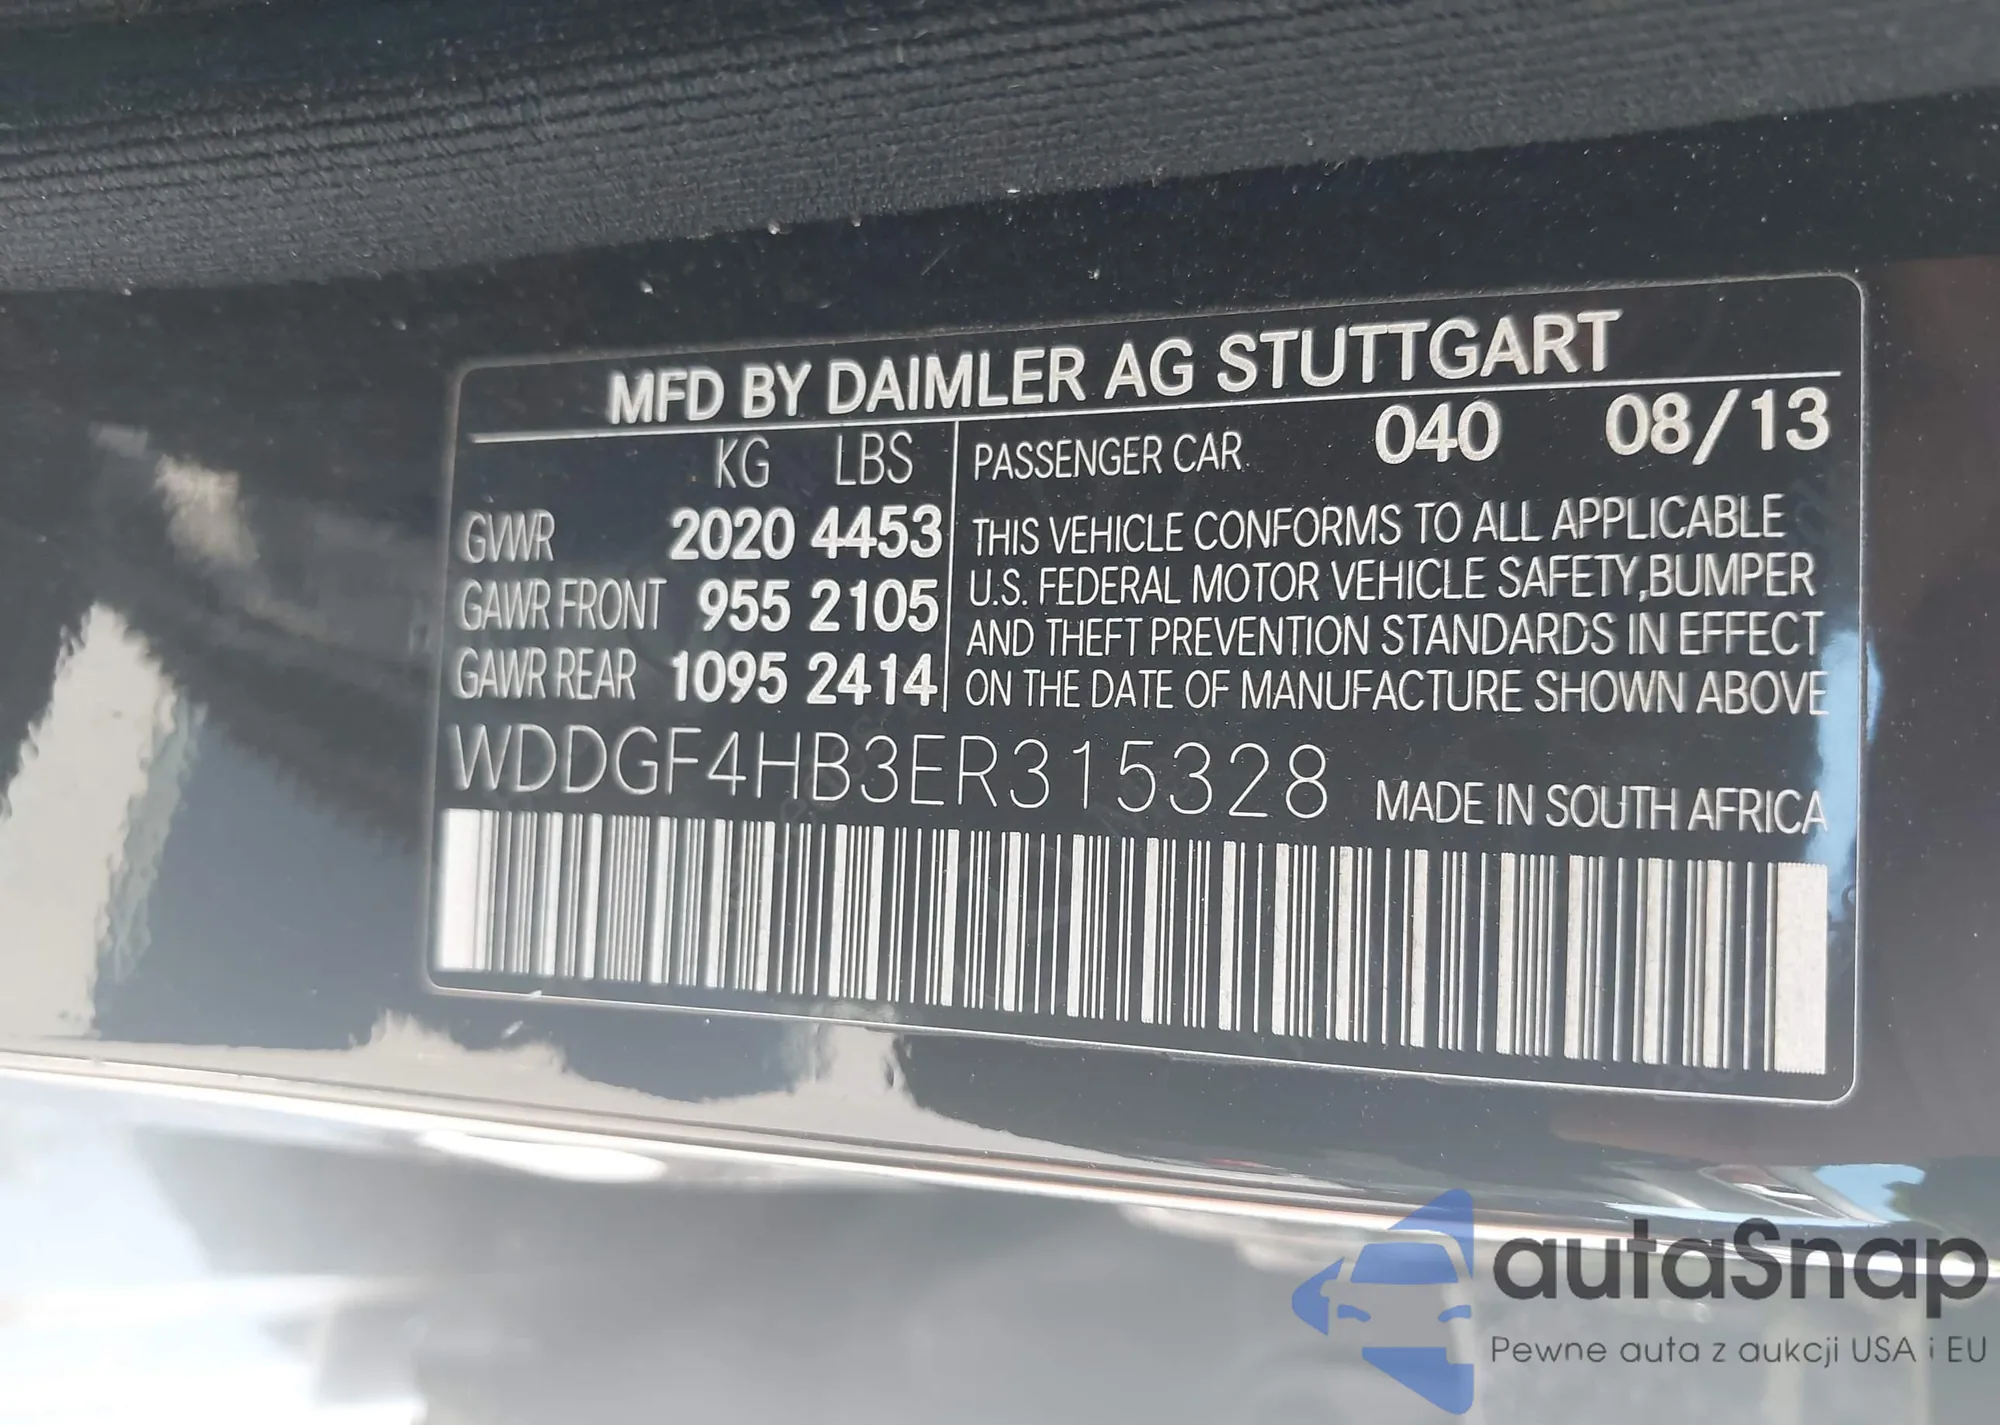 MFD BY DAIMLER AG STUTTGART
KG LBS
GVWR 2020 4453
GAWR FRONT 955 2105
GAWR REAR 1095 2414
PASSENGER CAR 040 08/13
THIS VEHICLE CONFORMS TO ALL APPLICABLE
U.S. FEDERAL MOTOR VEHICLE SAFETY,BUMPER
AND THEFT PREVENTION STANDARDS IN EFFECT
ON THE DATE OF MANUFACTURE SHOWN ABOVE
WDDGF4HB3ER315328
MADE IN SOUTH AFRICA
autaSnap
Pewne auta z aukcji USA i EU